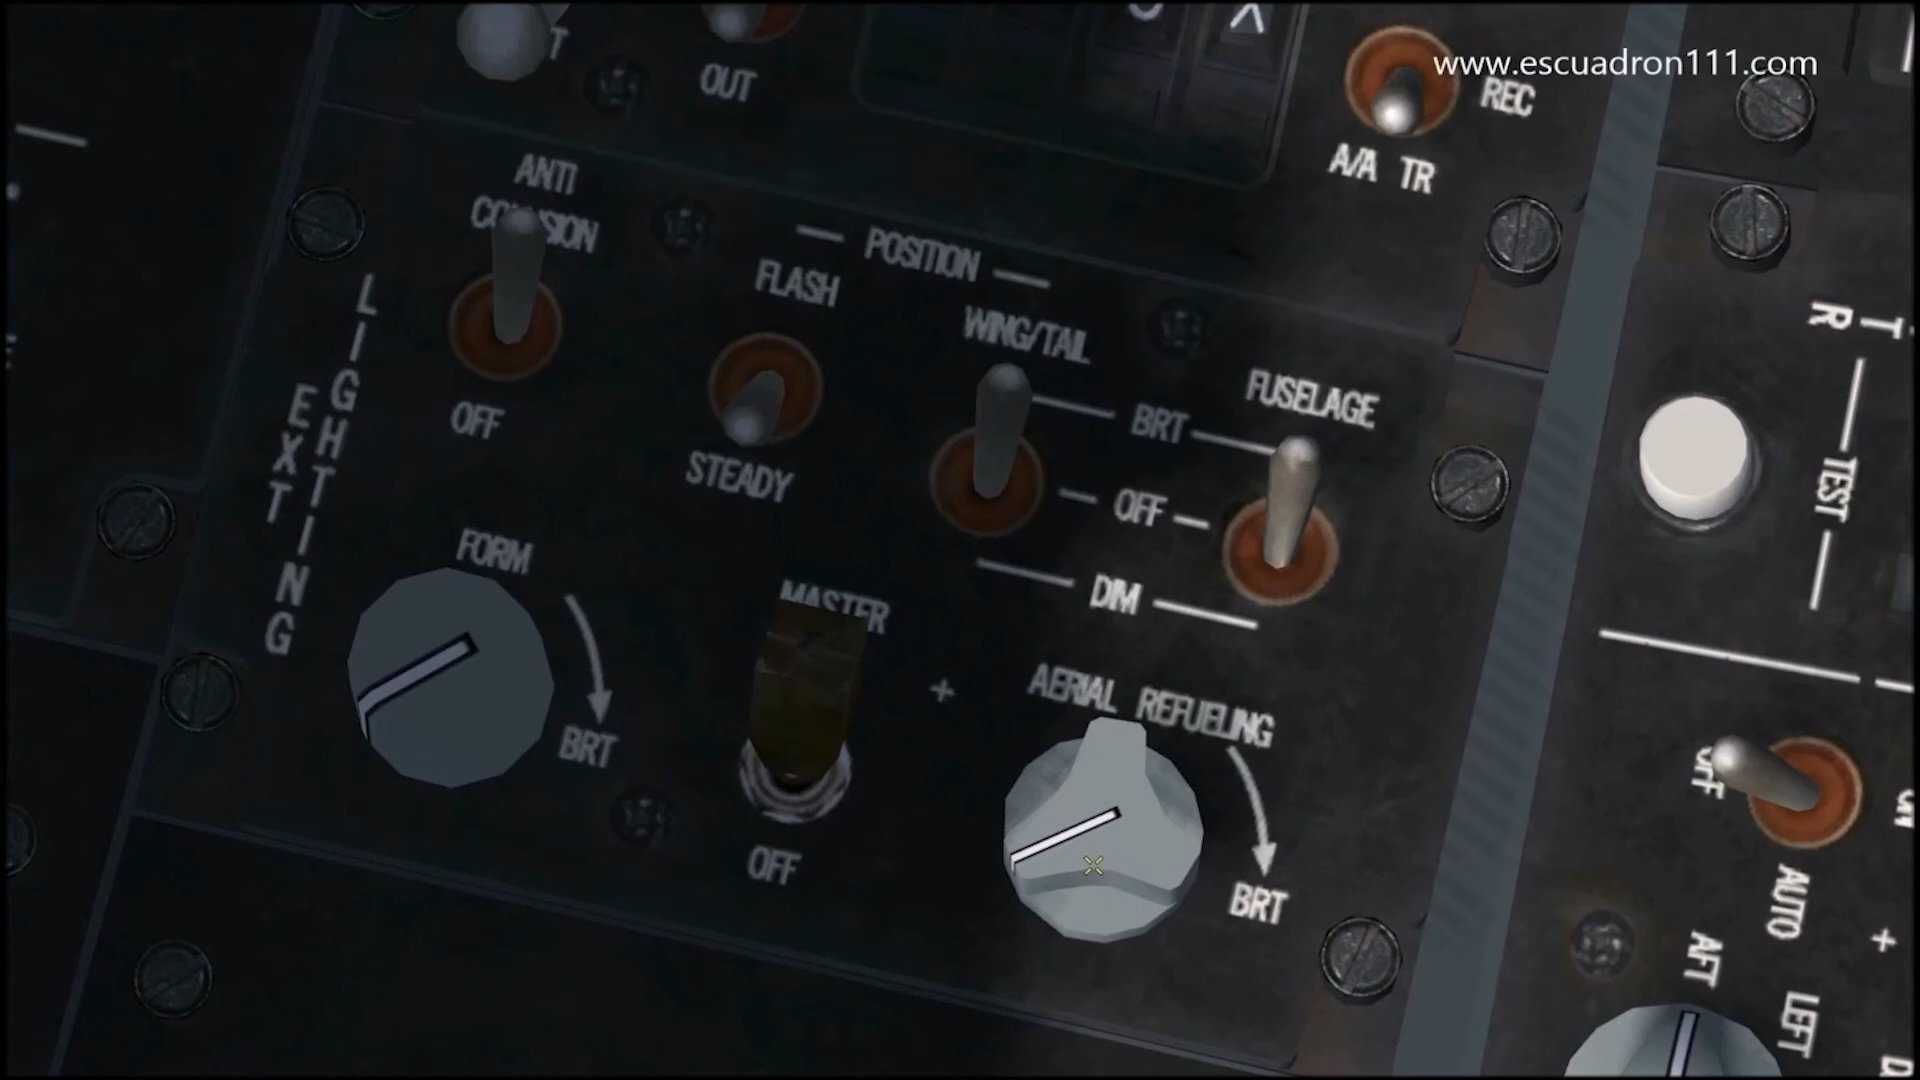 www.escuadron111.com
OUT
REC
A/A TR
ANTI
COLLISION
OFF
POSITION
FLASH
STEADY
WING/TAIL
FUSELAGE
BRT
OFF
DIM
EXT
LIGHTING
FORM
BRT
MASTER
OFF
AERIAL REFUELING
BRT
TEST
OFF
AUTO
AFT
LEFT